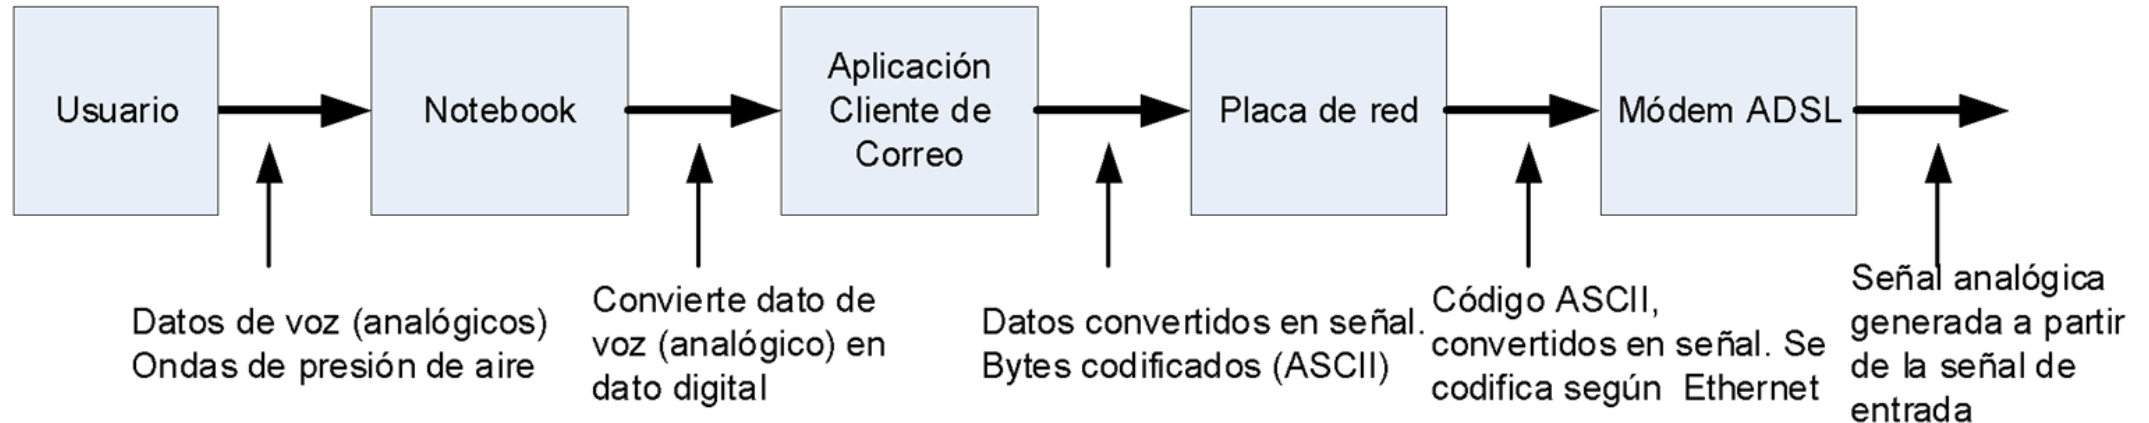 Usuario
Notebook
Aplicación
Cliente de
Correo
Placa de red
Módem ADSL
Datos de voz (analógicos)
Ondas de presión de aire
Convierte dato de
voz (analógico) en
dato digital
Datos convertidos en señal.
Bytes codificados (ASCII)
Código ASCII,
convertidos en señal. Se
codifica según Ethernet
Señal analógica
generada a partir
de la señal de
entrada